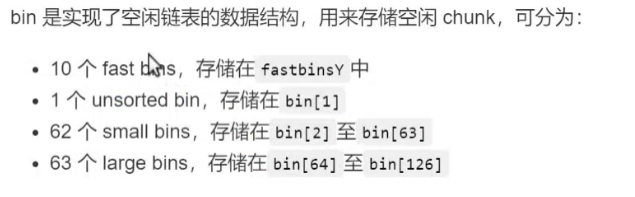 bin 是实现了空闲链表的数据结构，用来存储空闲 chunk，可分为：
• 10 个 fast bins，存储在 fastbinsY 中
• 1 个 unsorted bin，存储在 bin[1]
• 62 个 small bins，存储在 bin[2] 至 bin[63]
• 63 个 large bins，存储在 bin[64] 至 bin[126]